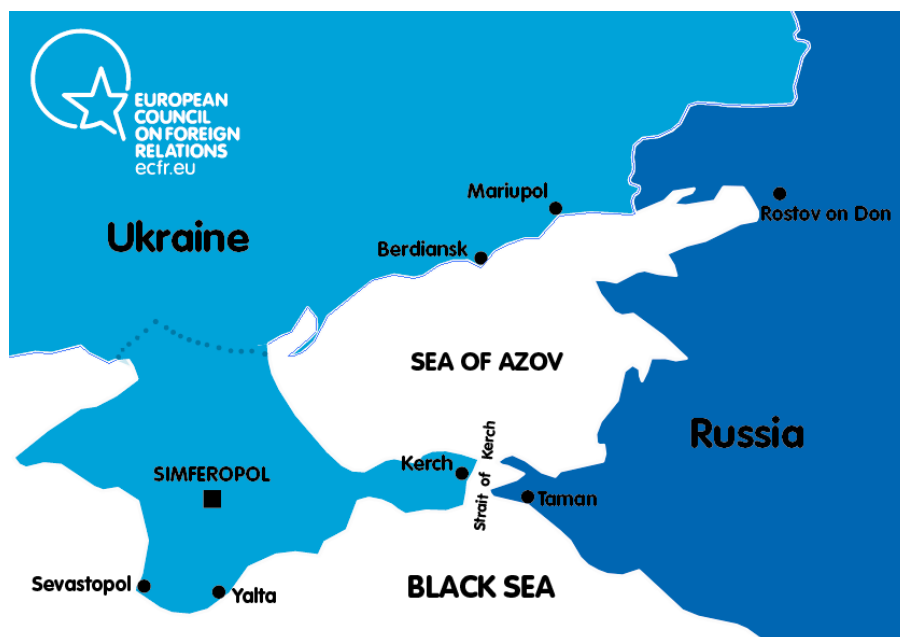 EUROPEAN
COUNCIL
ON FOREIGN
RELATIONS
ecfr.eu
Mariupol
Rostov on Don
Ukraine
Berdiansk
SEA OF AZOV
Russia
Strait of Kerch
Kerch
SIMFEROPOL
Taman
Sevastopol
BLACK SEA
Yalta